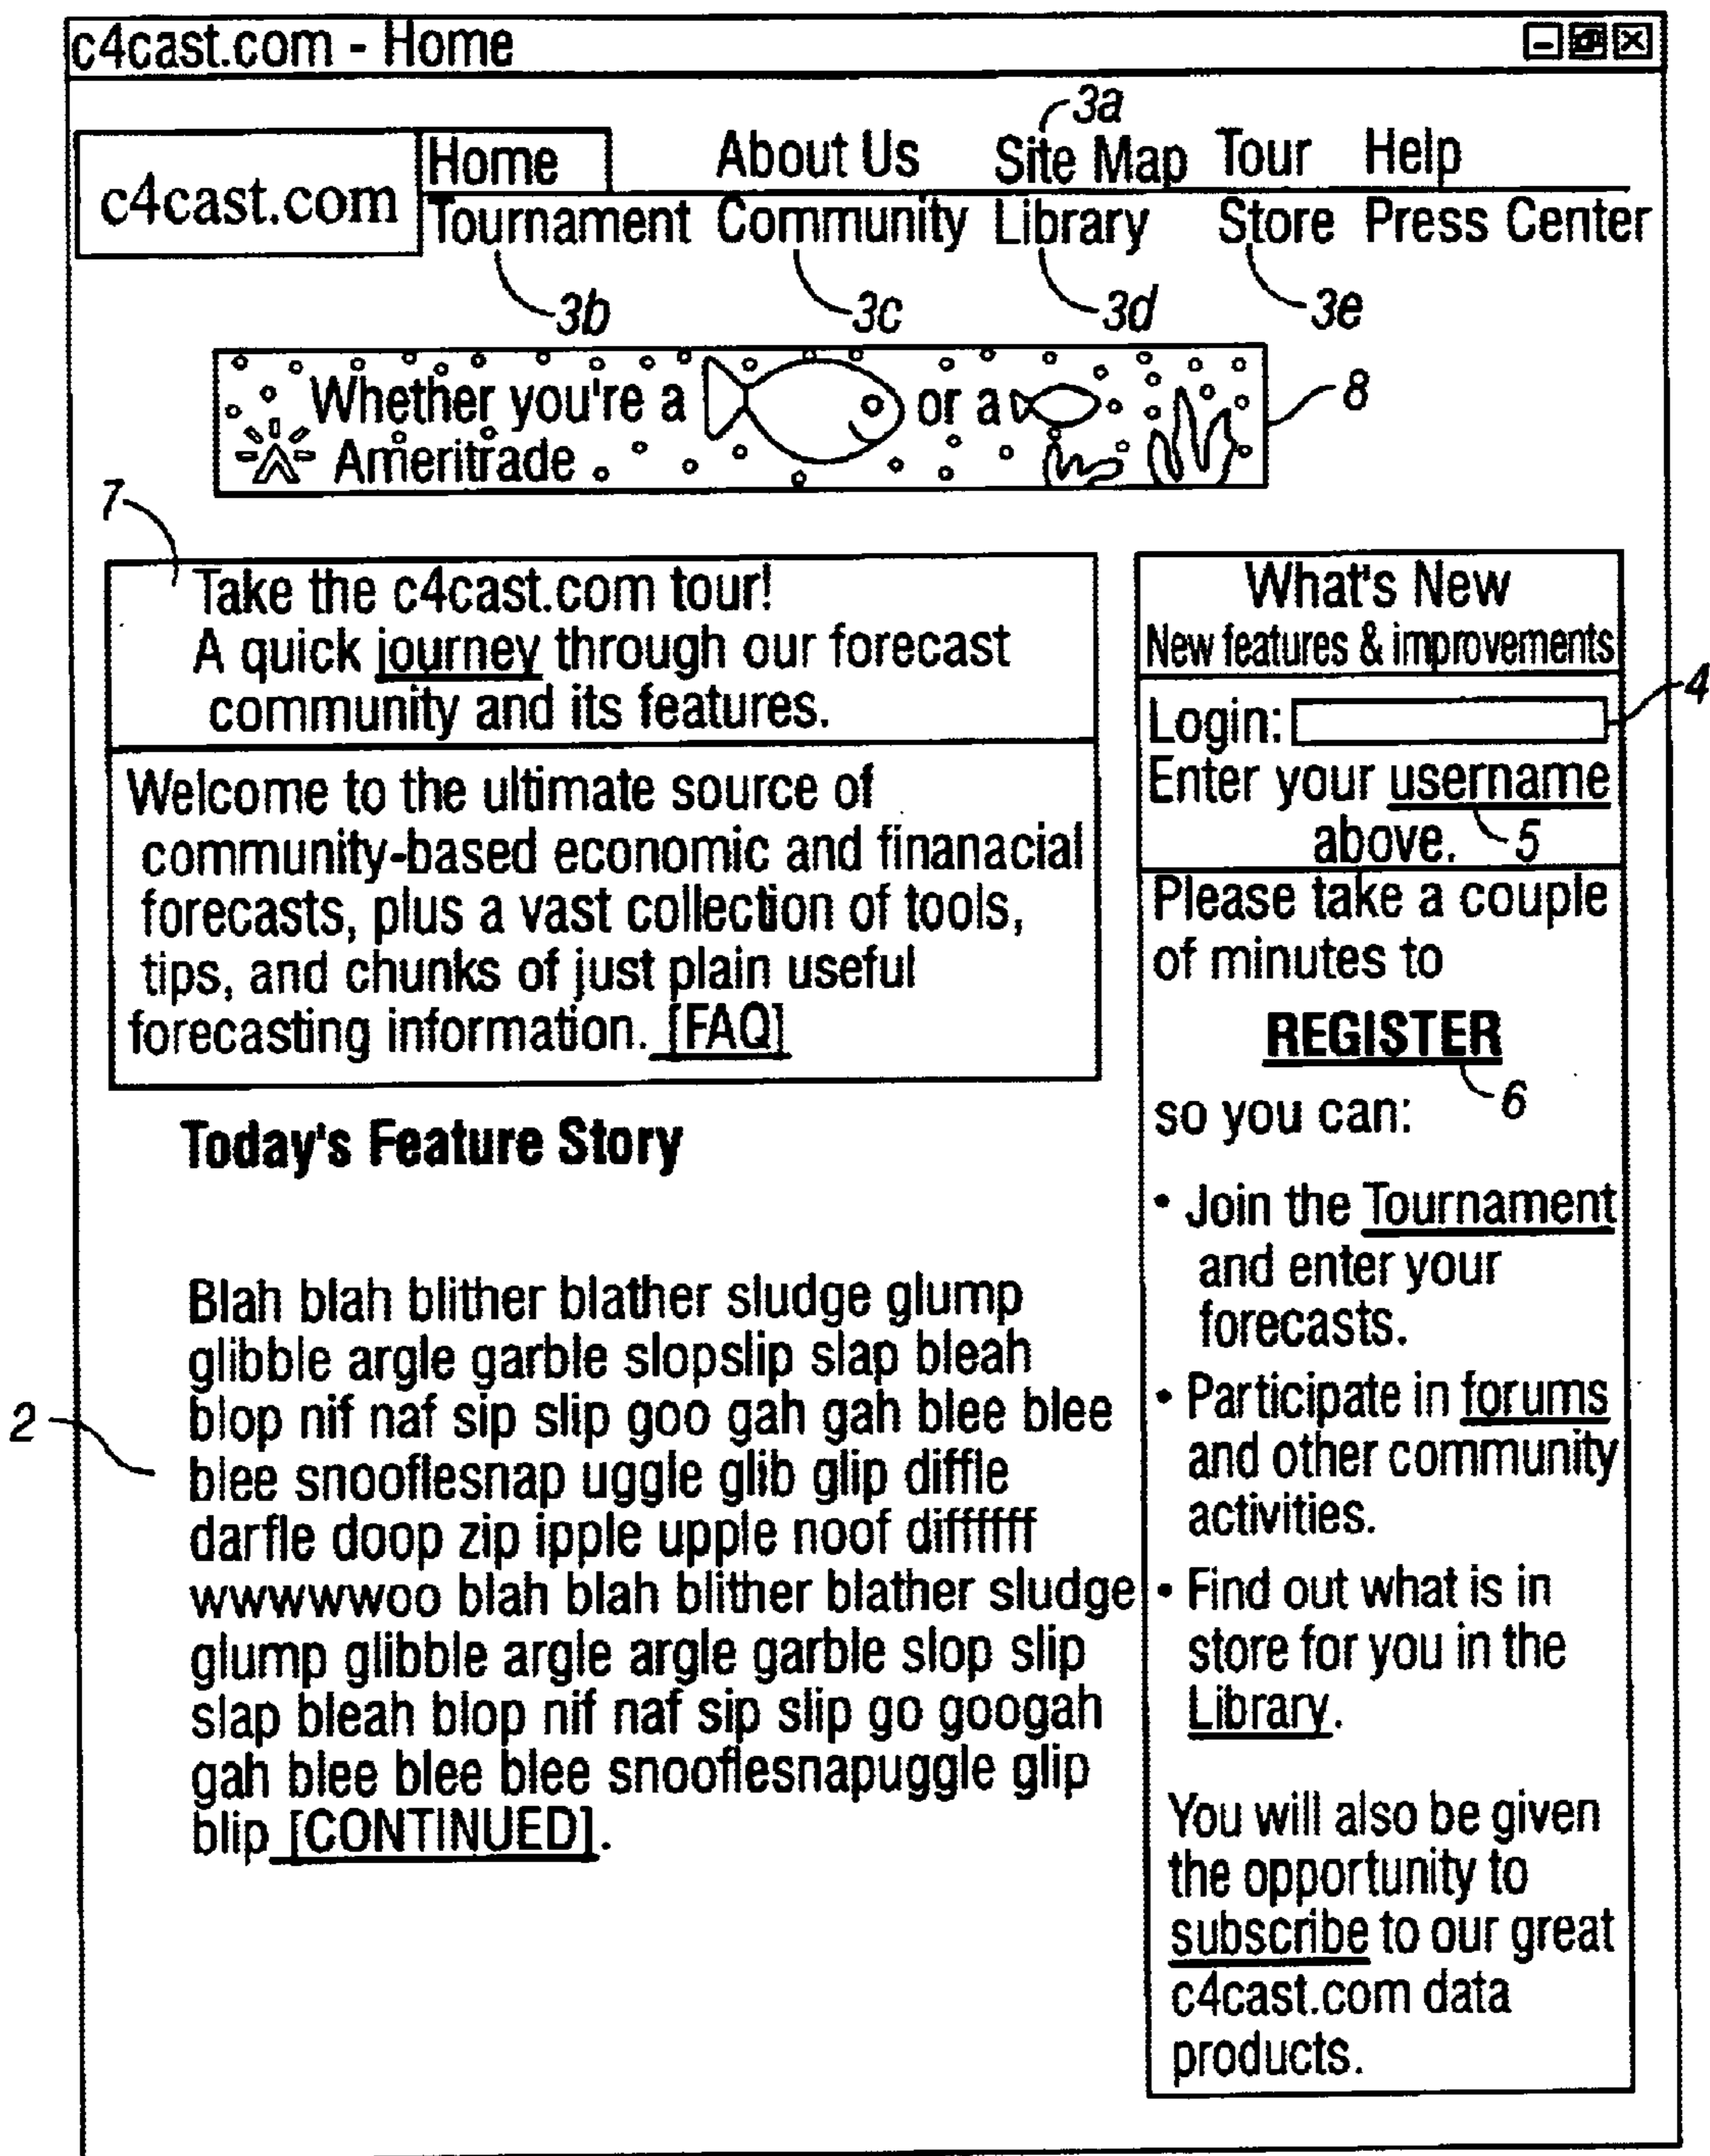 c4cast.com - Home
3a
c4cast.com
Home About Us Site Map Tour Help
Tournament Community Library Store Press Center
3b 3c 3d 3e
Whether you're a or a
Ameritrade
8
7
Take the c4cast.com tour!
A quick journey through our forecast
community and its features.
Welcome to the ultimate source of
community-based economic and finanacial
forecasts, plus a vast collection of tools,
tips, and chunks of just plain useful
forecasting information. [FAQ]
Today's Feature Story
2
Blah blah blither blather sludge glump
glibble argle garble slopslip slap bleah
blop nif naf sip slip goo gah gah blee blee
blee snooflesnap uggle glib glip diffle
darfle doop zip ipple upple noof diffffff
wwwwwoo blah blah blither blather sludge
glump glibble argle argle garble slop slip
slap bleah blop nif naf sip slip go googah
gah blee blee blee snooflesnapuggle glip
blip [CONTINUED].
What's New
New features & improvements
Login:
4
Enter your username
above. 5
Please take a couple
of minutes to
REGISTER
6
so you can:
• Join the Tournament
and enter your
forecasts.
• Participate in forums
and other community
activities.
• Find out what is in
store for you in the
Library.
You will also be given
the opportunity to
subscribe to our great
c4cast.com data
products.